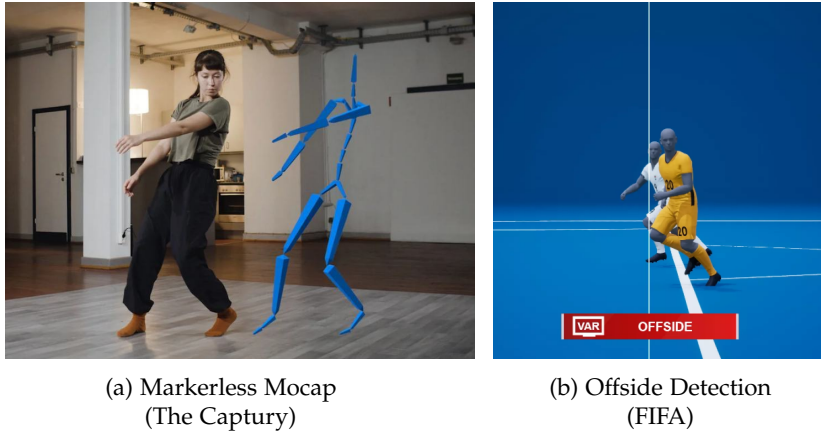 20
20
VAR OFFSIDE
(a) Markerless Mocap
(The Captury)
(b) Offside Detection
(FIFA)